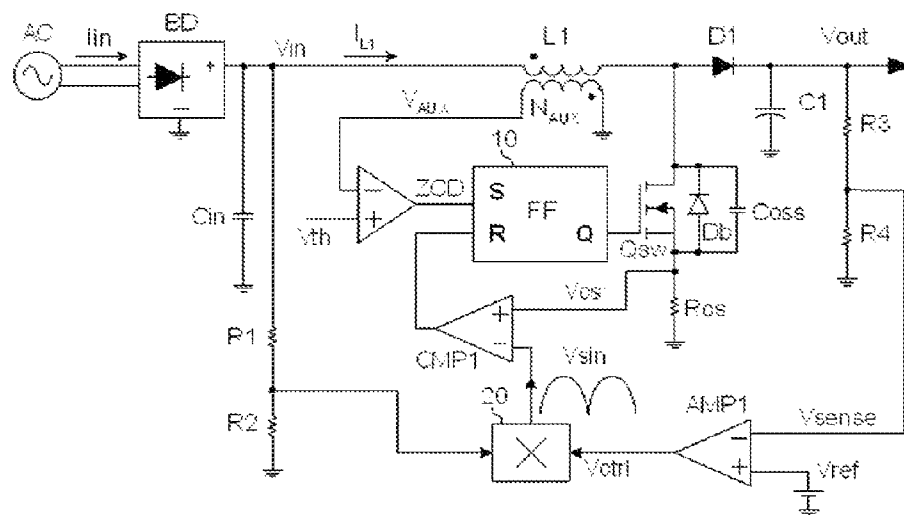 AC
Iin
BD
+
−
Vin
IL1
L1
D1
Vout
VAUX
NAUX
C1
R3
10
ZCD
S
FF
R
Q
−
+
Vth
Cin
Qsw
Db
Coss
R4
Vcs
Rcs
+
−
CMP1
R1
Vsin
R2
20
×
AMP1
Vsense
−
+
Vctrl
Vref